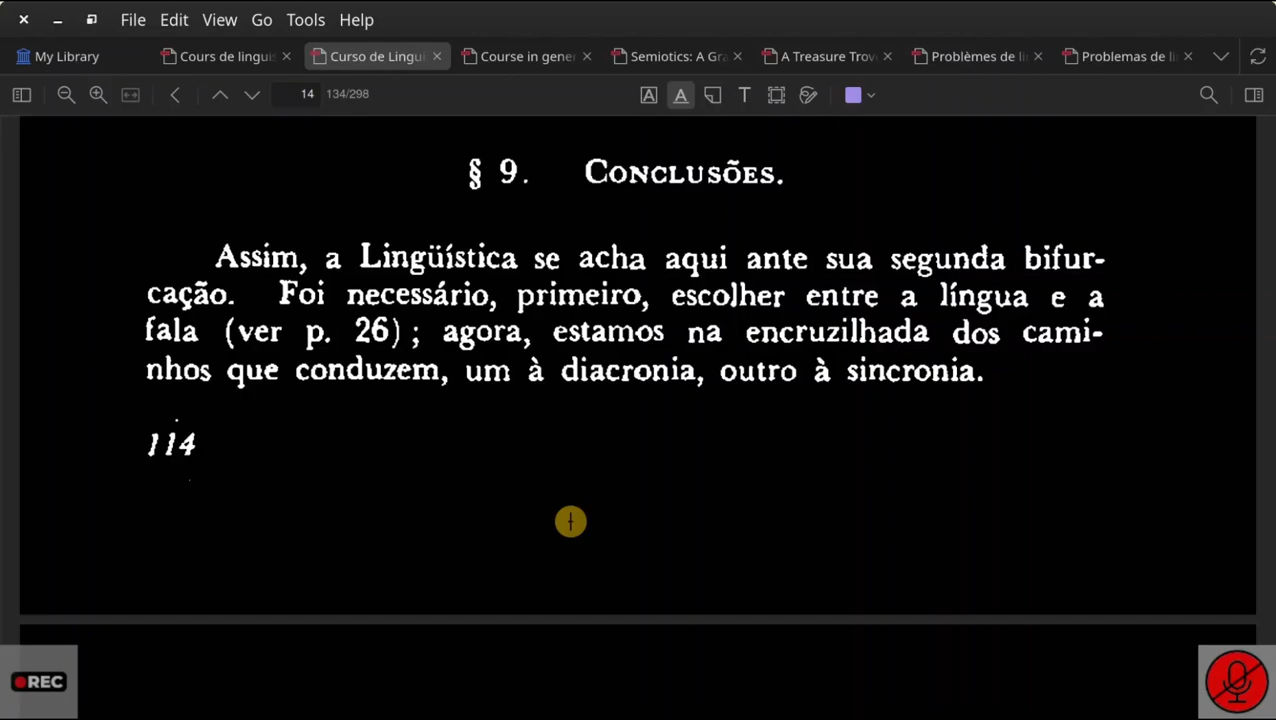 File Edit View Go Tools Help
My Library Cours de linguis Curso de Lingui Course in gener Semiotics: A Gra A Treasure Trove Problèmes de li Problemas de li
14 134/298 A A T
§ 9. CONCLUSÕES.
Assim, a Lingüística se acha aqui ante sua segunda bifur-
cação. Foi necessário, primeiro, escolher entre a língua e a
fala (ver p. 26) ; agora, estamos na encruzilhada dos cami-
nhos que conduzem, um à diacronia, outro à sincronia.
114
REC